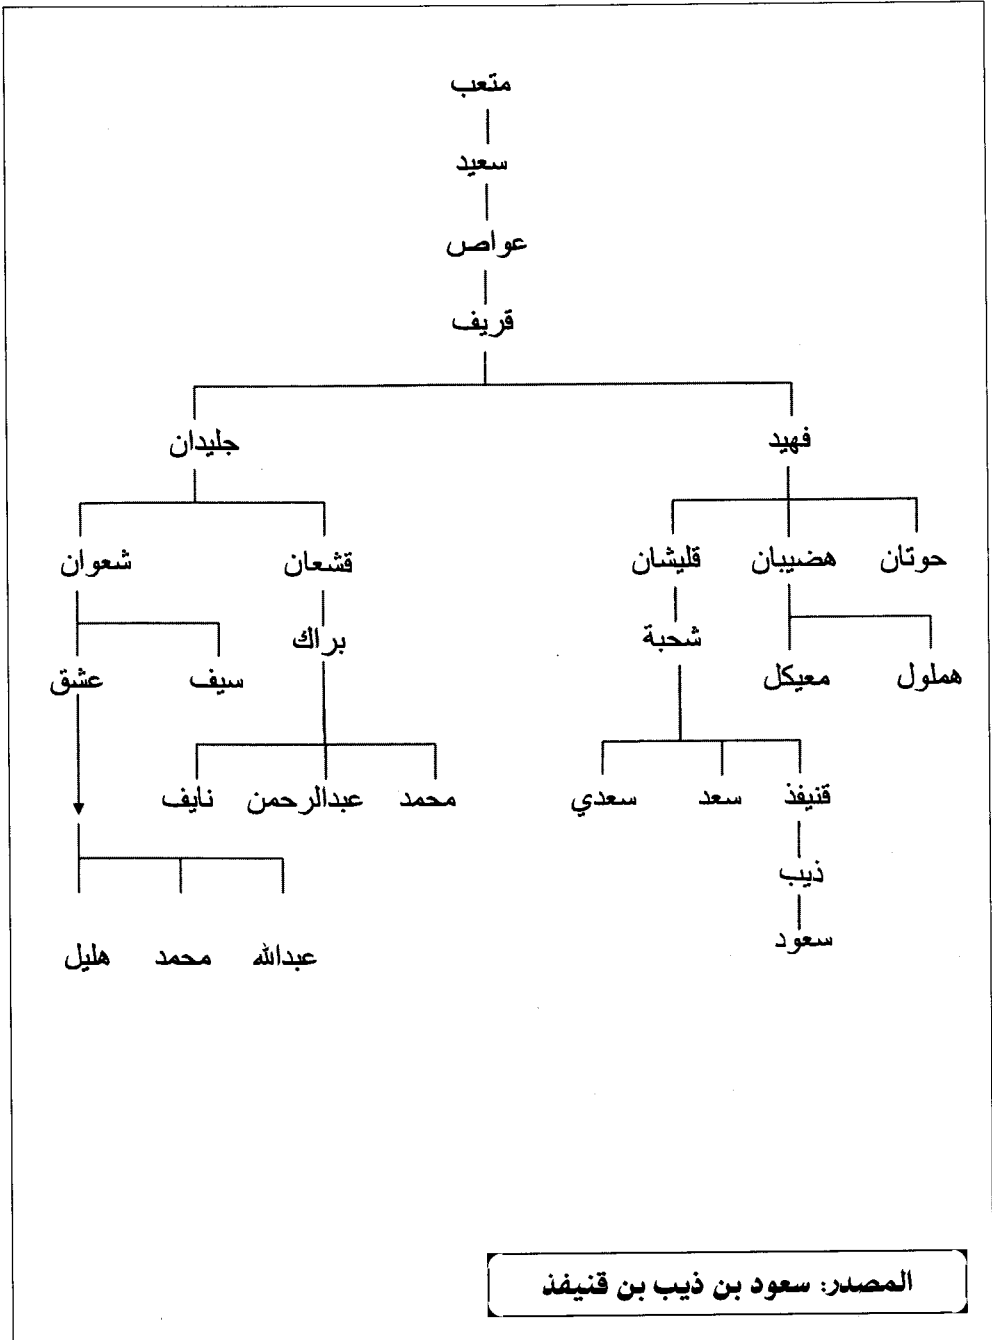 متعب
سعيد
عواص
قريف
فهيد جليدان
حوتان هضيبان قليشان قشعان شعوان
شحبة براك
هملول معيكل سيف عشق
قنيفذ سعد سعدي محمد عبدالرحمن نايف
ذيب
سعود
عبدالله محمد هليل
المصدر: سعود بن ذيب بن قنيفذ